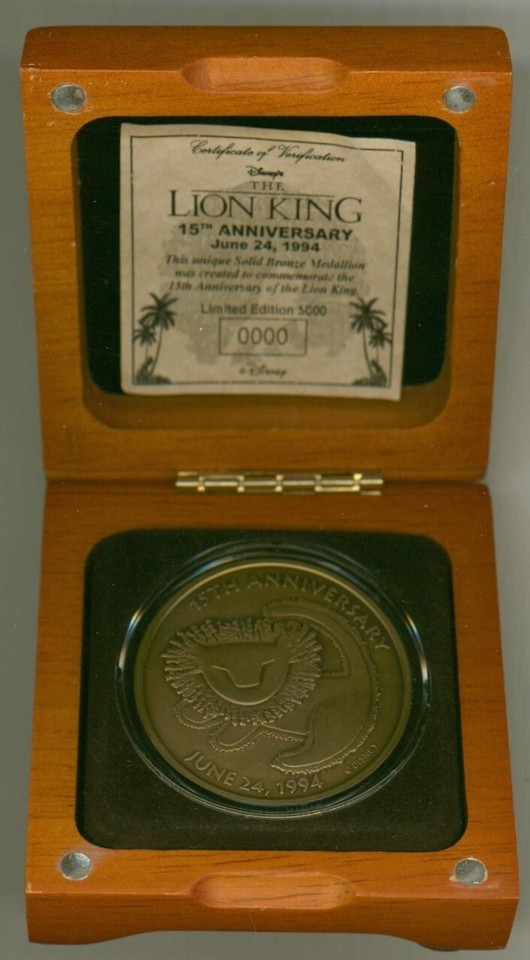 Certificate of Verification
Disney's
THE
LION KING
15TH ANNIVERSARY
June 24, 1994
This unique Solid Bronze Medallion
was created to commemorate the
15th Anniversary of the Lion King
Limited Edition 5000
0000
© Disney
15TH ANNIVERSARY
JUNE 24, 1994
© DISNEY